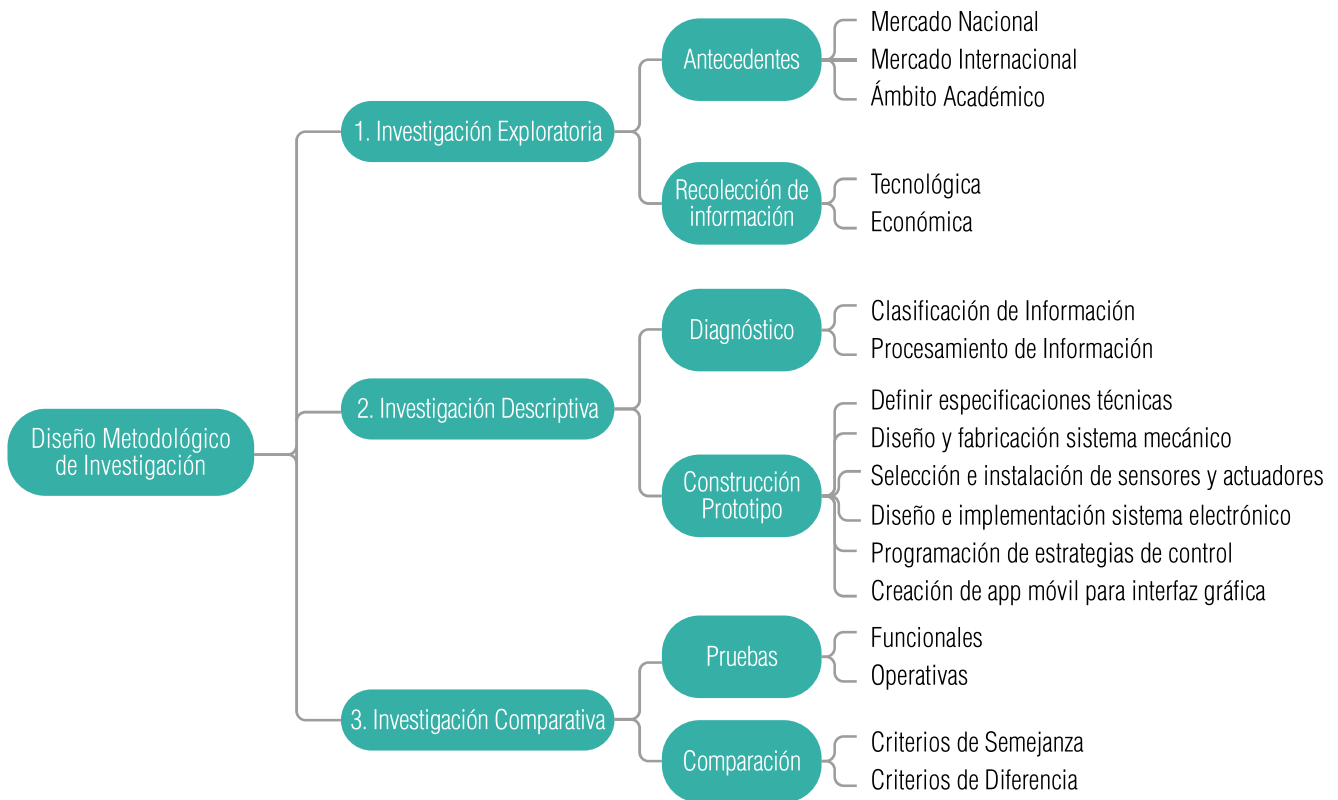 Diseño Metodológico
de Investigación
1. Investigación Exploratoria
Antecedentes
Mercado Nacional
Mercado Internacional
Ámbito Académico
Recolección de
información
Tecnológica
Económica
2. Investigación Descriptiva
Diagnóstico
Clasificación de Información
Procesamiento de Información
Construcción
Prototipo
Definir especificaciones técnicas
Diseño y fabricación sistema mecánico
Selección e instalación de sensores y actuadores
Diseño e implementación sistema electrónico
Programación de estrategias de control
Creación de app móvil para interfaz gráfica
3. Investigación Comparativa
Pruebas
Funcionales
Operativas
Comparación
Criterios de Semejanza
Criterios de Diferencia